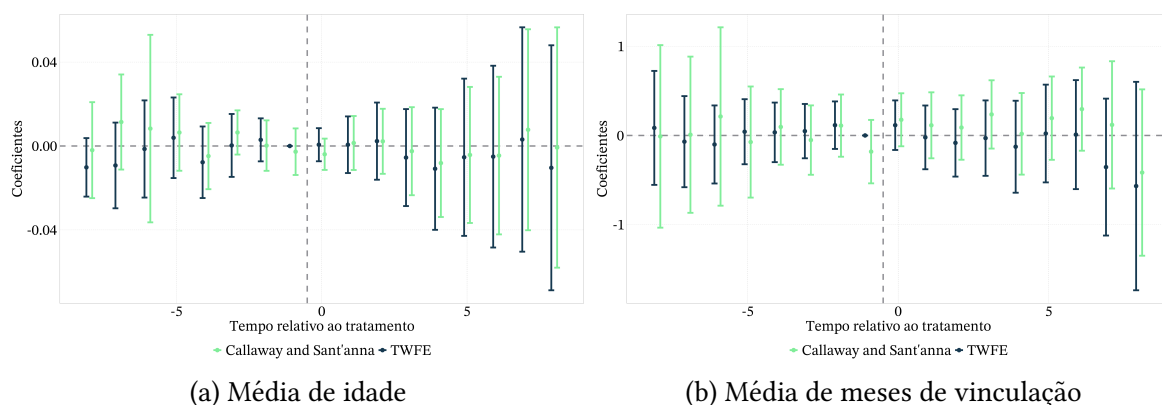 0.04
0.00
-0.04
Coeficientes
-5
0
5
Tempo relativo ao tratamento
Callaway and Sant'anna TWFE
(a) Média de idade
1
0
-1
Coeficientes
-5
0
5
Tempo relativo ao tratamento
Callaway and Sant'anna TWFE
(b) Média de meses de vinculação